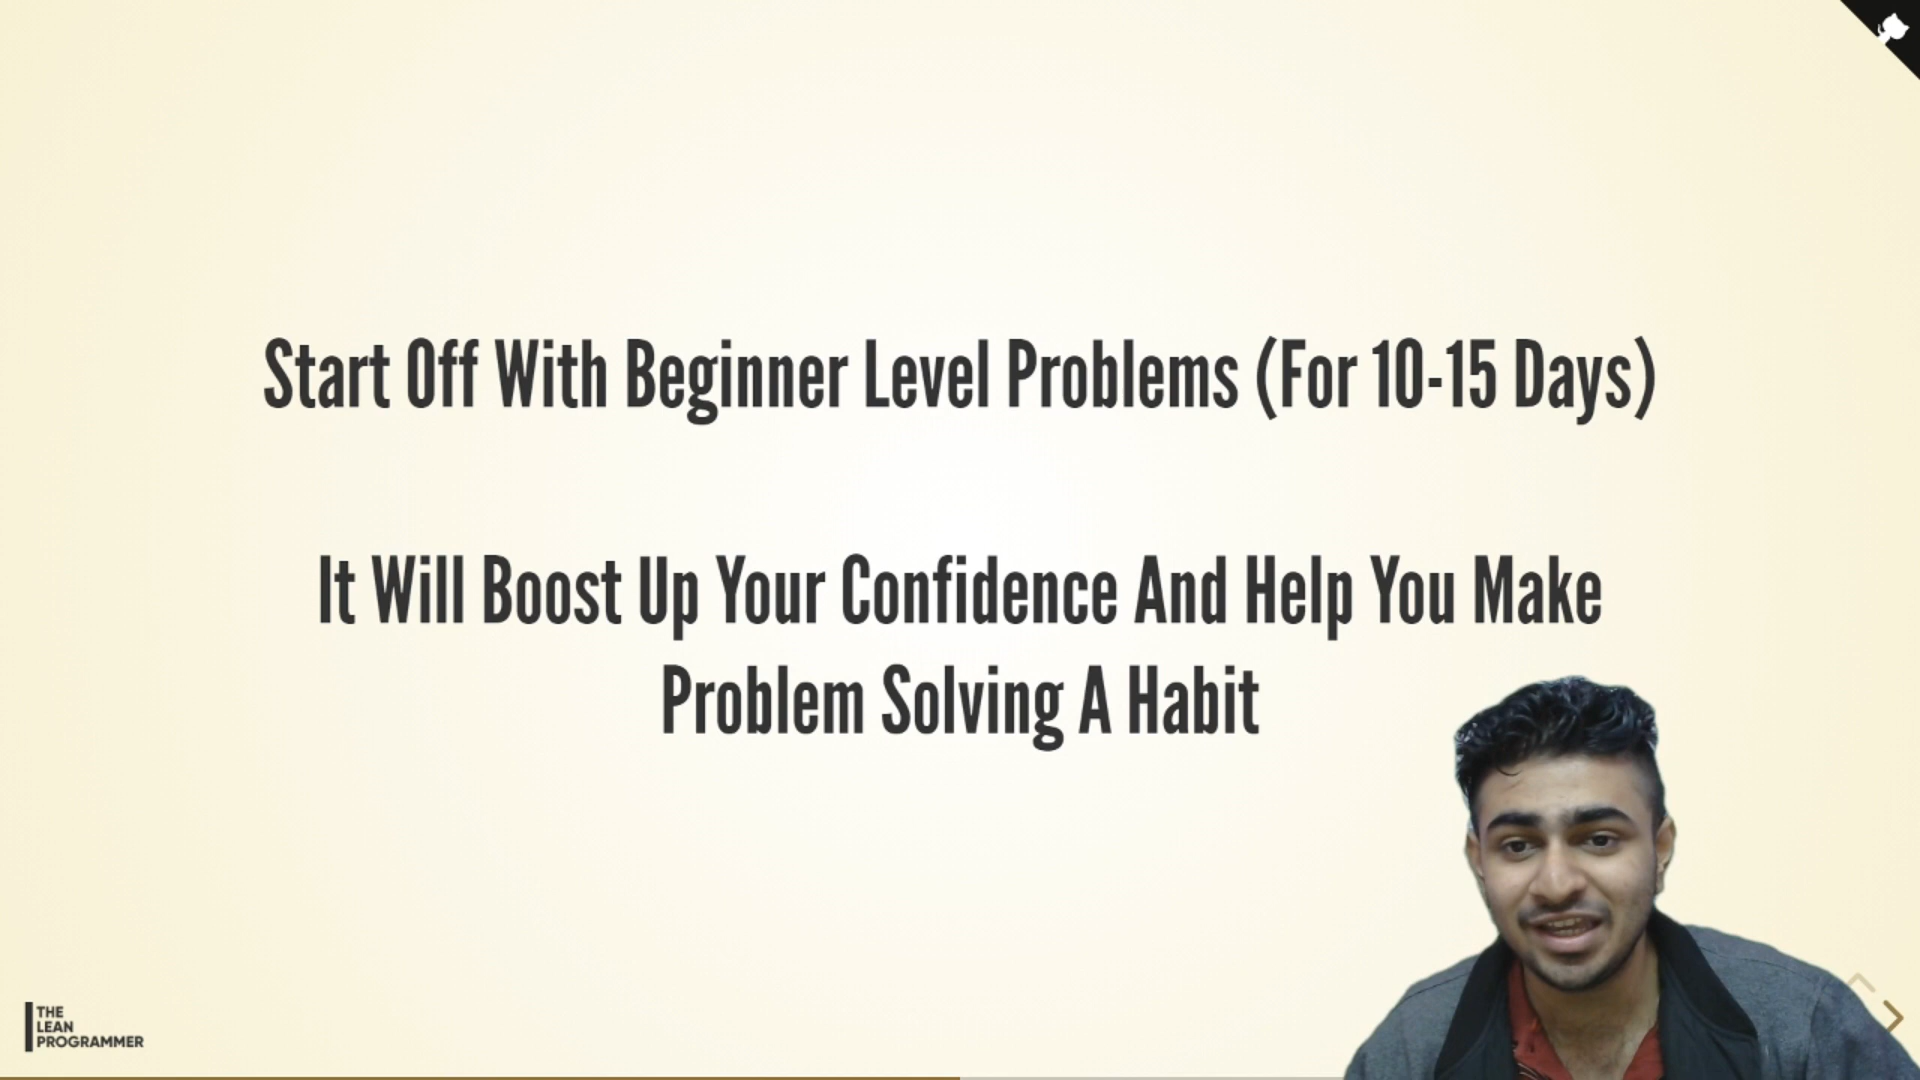 Start Off With Beginner Level Problems (For 10-15 Days)
It Will Boost Up Your Confidence And Help You Make
Problem Solving A Habit
THE
LEAN
PROGRAMMER